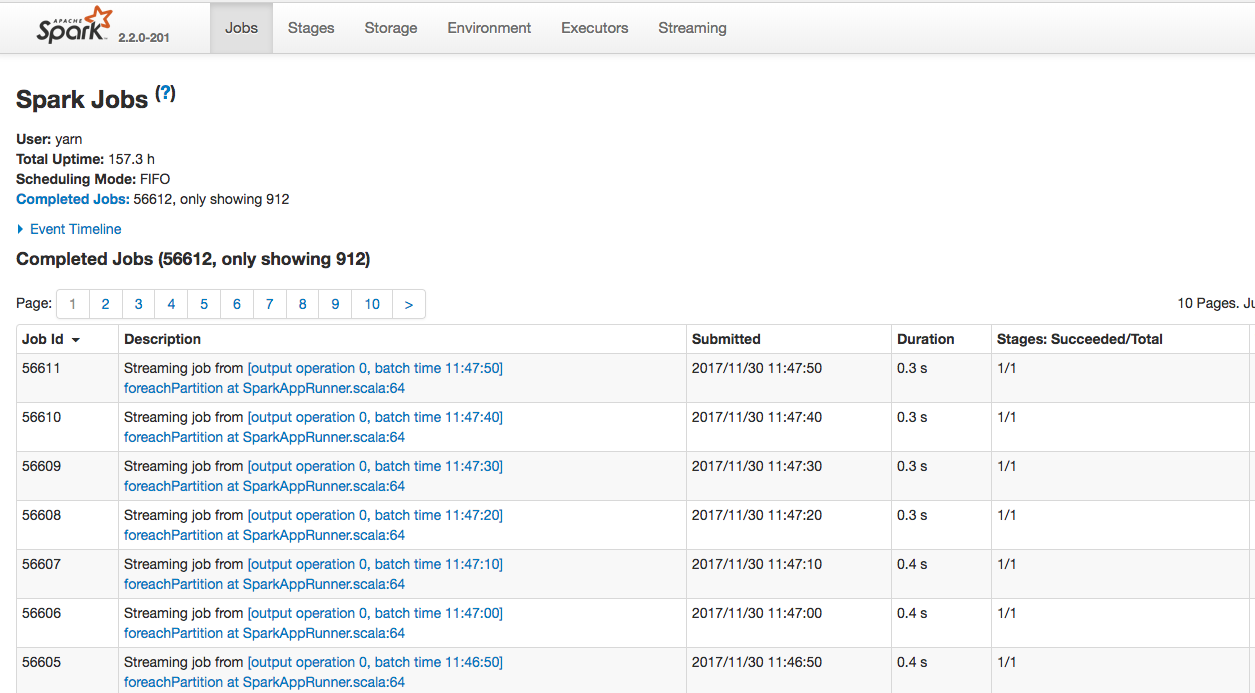 APACHE
Spark 2.2.0-201 Jobs Stages Storage Environment Executors Streaming
Spark Jobs (?)
User: yarn
Total Uptime: 157.3 h
Scheduling Mode: FIFO
Completed Jobs: 56612, only showing 912
Event Timeline
Completed Jobs (56612, only showing 912)
Page: 1 2 3 4 5 6 7 8 9 10 > 10 Pages. Ju
Job Id Description Submitted Duration Stages: Succeeded/Total
56611 Streaming job from [output operation 0, batch time 11:47:50] 2017/11/30 11:47:50 0.3 s 1/1
foreachPartition at SparkAppRunner.scala:64
56610 Streaming job from [output operation 0, batch time 11:47:40] 2017/11/30 11:47:40 0.3 s 1/1
foreachPartition at SparkAppRunner.scala:64
56609 Streaming job from [output operation 0, batch time 11:47:30] 2017/11/30 11:47:30 0.3 s 1/1
foreachPartition at SparkAppRunner.scala:64
56608 Streaming job from [output operation 0, batch time 11:47:20] 2017/11/30 11:47:20 0.3 s 1/1
foreachPartition at SparkAppRunner.scala:64
56607 Streaming job from [output operation 0, batch time 11:47:10] 2017/11/30 11:47:10 0.4 s 1/1
foreachPartition at SparkAppRunner.scala:64
56606 Streaming job from [output operation 0, batch time 11:47:00] 2017/11/30 11:47:00 0.4 s 1/1
foreachPartition at SparkAppRunner.scala:64
56605 Streaming job from [output operation 0, batch time 11:46:50] 2017/11/30 11:46:50 0.4 s 1/1
foreachPartition at SparkAppRunner.scala:64